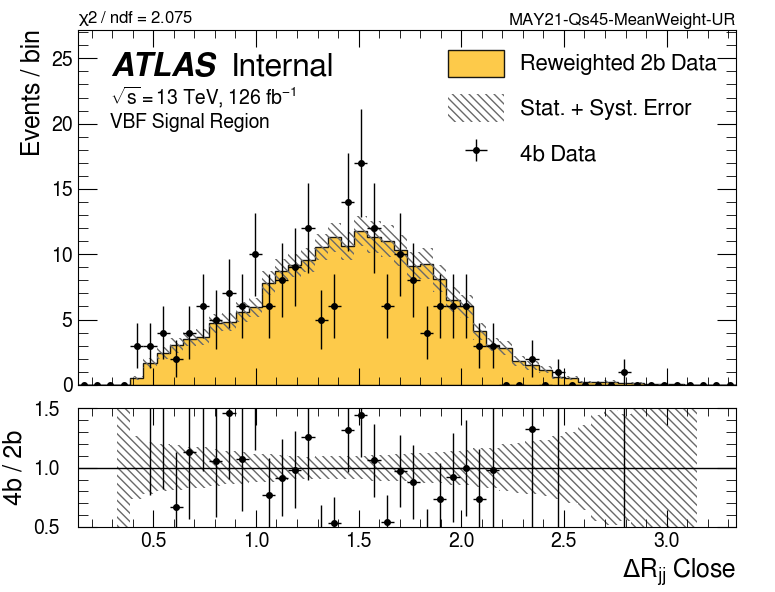 χ2 / ndf = 2.075 MAY21-Qs45-MeanWeight-UR
Events / bin
25
20
15
10
5
0
ATLAS Internal
√s = 13 TeV, 126 fb⁻¹
VBF Signal Region
Reweighted 2b Data
Stat. + Syst. Error
4b Data
4b / 2b
1.5
1.0
0.5
0.5 1.0 1.5 2.0 2.5 3.0
ΔRjj Close